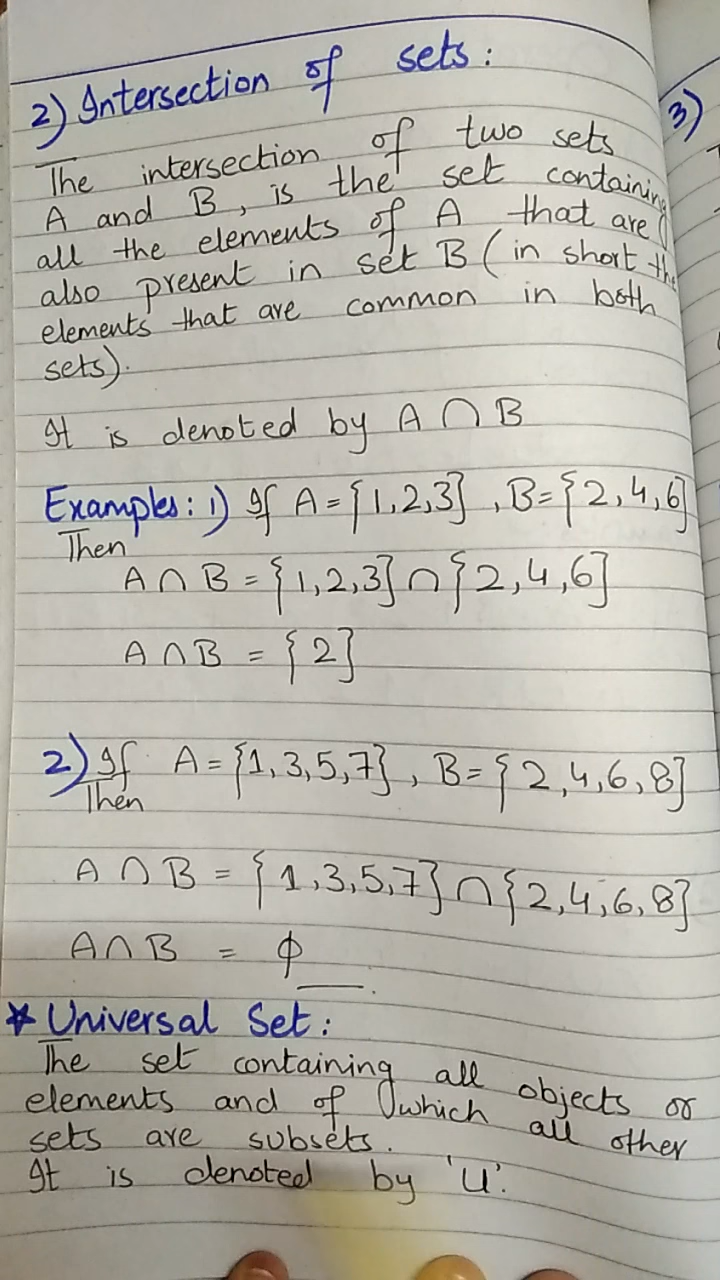 2) Intersection of sets :
The intersection of two sets
A and B, is the set containing
all the elements of A that are
also present in set B (in short the
elements that are common in both
sets).
It is denoted by A ∩ B
Examples: 1) If A = {1,2,3}, B={2,4,6}
Then
A ∩ B = {1,2,3} ∩ {2,4,6}
A ∩ B = {2}
2) If A = {1,3,5,7}, B = {2,4,6,8}
Then
A ∩ B = {1,3,5,7} ∩ {2,4,6,8}
A ∩ B = ϕ
* Universal Set :
The set containing all objects or
elements and of which all other
sets are subsets.
It is denoted by 'U'.
3)